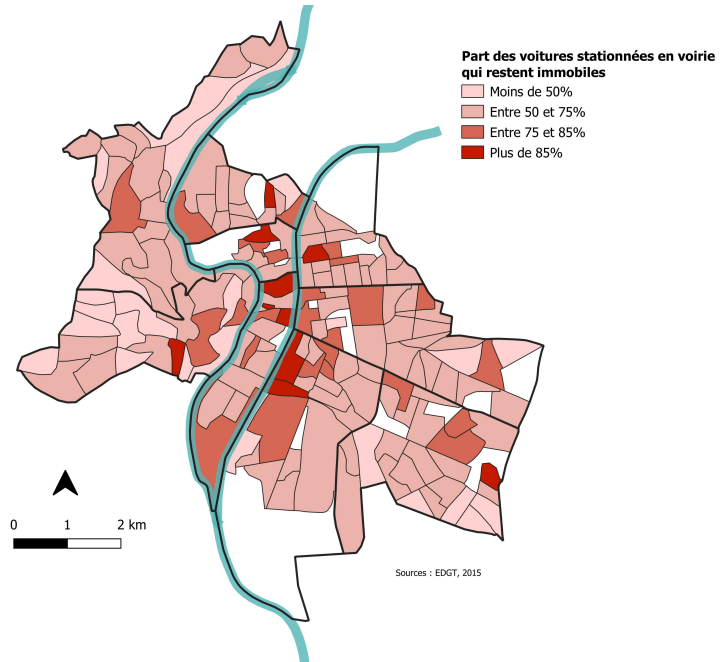 Part des voitures stationnées en voirie
qui restent immobiles
Moins de 50%
Entre 50 et 75%
Entre 75 et 85%
Plus de 85%
0 1 2 km
Sources : EDGT, 2015